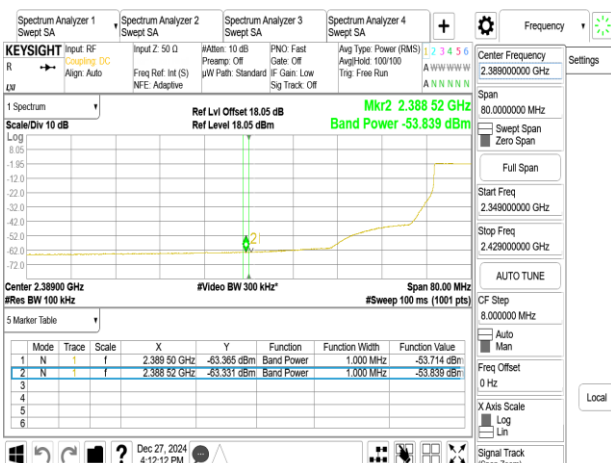 Spectrum Analyzer 1
Swept SA
Spectrum Analyzer 2
Swept SA
Spectrum Analyzer 3
Swept SA
Spectrum Analyzer 4
Swept SA
+
Frequency
KEYSIGHT
R
Input: RF
Coupling: DC
Align: Auto
Input Z: 50 Ω
Freq Ref: Int (S)
NFE: Adaptive
#Atten: 10 dB
Preamp: Off
µW Path: Standard
PNO: Fast
Gate: Off
IF Gain: Low
Sig Track: Off
Avg Type: Power (RMS)
Avg|Hold: 100/100
Trig: Free Run
1 2 3 4 5 6
A W W W W W
A N N N N N
1 Spectrum
Scale/Div 10 dB
Log
Ref Lvl Offset 18.05 dB
Ref Level 18.05 dBm
Mkr2 2.388 52 GHz
Band Power -53.839 dBm
8.05
-1.95
-12.0
-22.0
-32.0
-42.0
-52.0
-62.0
-72.0
2
Center 2.38900 GHz
#Res BW 100 kHz
#Video BW 300 kHz*
Span 80.00 MHz
#Sweep 100 ms (1001 pts)
5 Marker Table
Mode Trace Scale X Y Function Function Width Function Value
1 N 1 f 2.389 50 GHz -63.365 dBm Band Power 1.000 MHz -53.714 dBm
2 N 1 f 2.388 52 GHz -63.331 dBm Band Power 1.000 MHz -53.839 dBm
3
4
5
6
?
Dec 27, 2024
4:12:12 PM
Center Frequency
2.389000000 GHz
Span
80.0000000 MHz
Swept Span
Zero Span
Full Span
Start Freq
2.349000000 GHz
Stop Freq
2.429000000 GHz
AUTO TUNE
CF Step
8.000000 MHz
Auto
Man
Freq Offset
0 Hz
X Axis Scale
Log
Lin
Signal Track
(Span Zoom)
Settings
Local